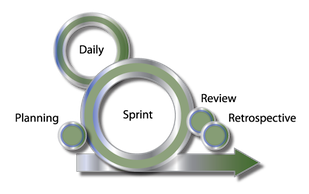 Daily
Sprint
Review
Planning
Retrospective